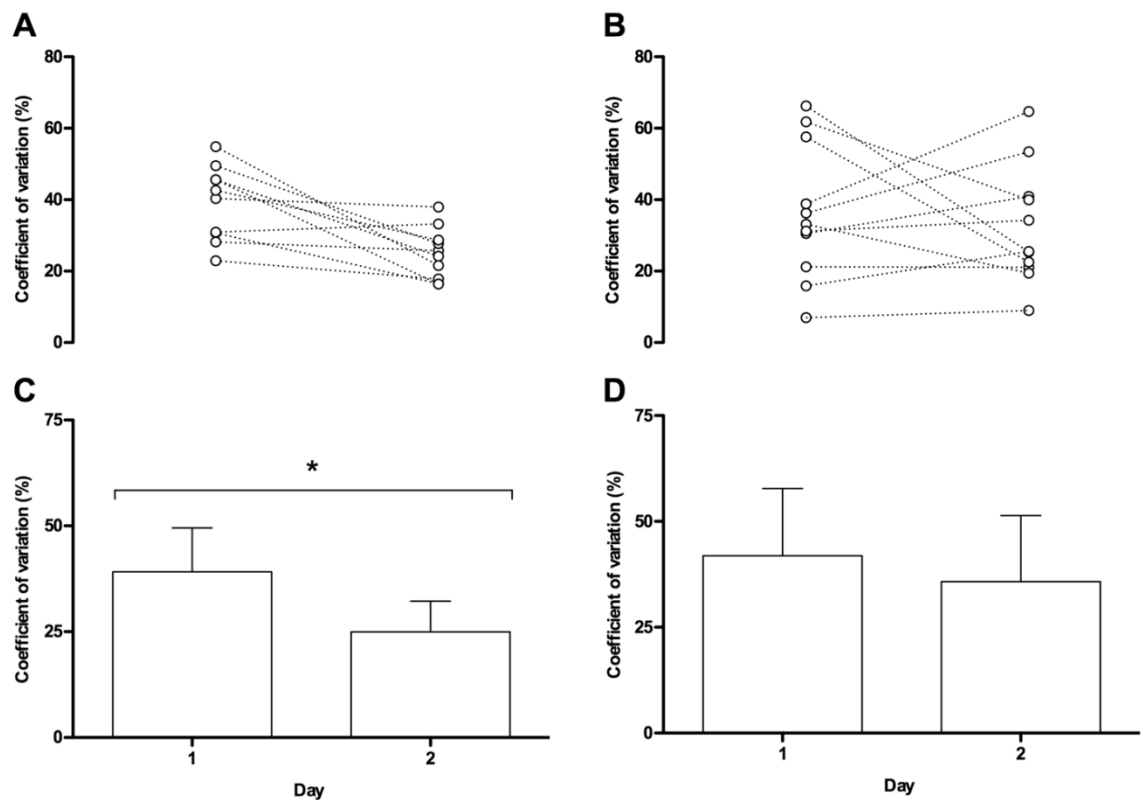 A
Coefficient of variation (%)
80
60
40
20
0
B
Coefficient of variation (%)
80
60
40
20
0
C
Coefficient of variation (%)
75
50
25
0
*
1
2
Day
D
Coefficient of variation (%)
75
50
25
0
1
2
Day